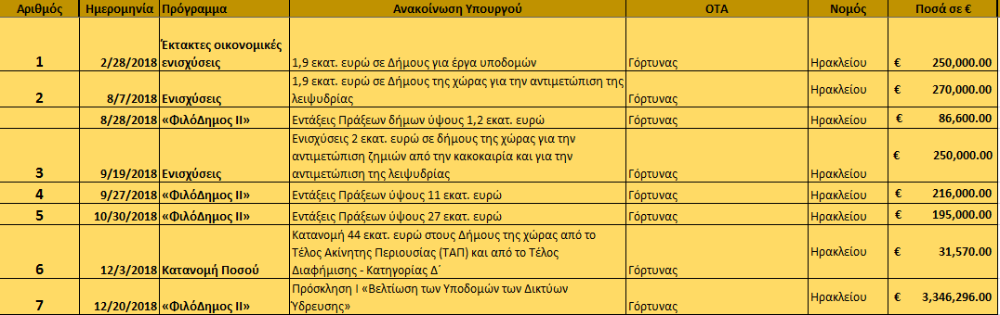 Αριθμός Ημερομηνία Πρόγραμμα Ανακοίνωση Υπουργού ΟΤΑ Νομός Ποσά σε €
Έκτακτες οικονομικές
1 2/28/2018 ενισχύσεις 1,9 εκατ. ευρώ σε Δήμους για έργα υποδομών Γόρτυνας Ηρακλείου € 250,000.00
1,9 εκατ. ευρώ σε Δήμους της χώρας για την αντιμετώπιση της
2 8/7/2018 Ενισχύσεις λειψυδρίας Γόρτυνας Ηρακλείου € 270,000.00
8/28/2018 «ΦιλόΔημος ΙΙ» Εντάξεις Πράξεων δήμων ύψους 1,2 εκατ. ευρώ Γόρτυνας Ηρακλείου € 86,600.00
Ενισχύσεις 2 εκατ. ευρώ σε δήμους της χώρας για την
αντιμετώπιση ζημιών από την κακοκαιρία και για την
3 9/19/2018 Ενισχύσεις αντιμετώπιση της λειψυδρίας Γόρτυνας Ηρακλείου € 250,000.00
4 9/27/2018 «ΦιλόΔημος ΙΙ» Εντάξεις Πράξεων ύψους 11 εκατ. ευρώ Γόρτυνας Ηρακλείου € 216,000.00
5 10/30/2018 «ΦιλόΔημος ΙΙ» Εντάξεις Πράξεων ύψους 27 εκατ. ευρώ Γόρτυνας Ηρακλείου € 195,000.00
Κατανομή 44 εκατ. ευρώ στους Δήμους της χώρας από το
Τέλος Ακίνητης Περιουσίας (ΤΑΠ) και από το Τέλος
6 12/3/2018 Κατανομή Ποσού Διαφήμισης - Κατηγορίας Δ΄ Γόρτυνας Ηρακλείου € 31,570.00
Πρόσκληση Ι «Βελτίωση των Υποδομών των Δικτύων
7 12/20/2018 «ΦιλόΔημος ΙΙ» Ύδρευσης» Γόρτυνας Ηρακλείου € 3,346,296.00